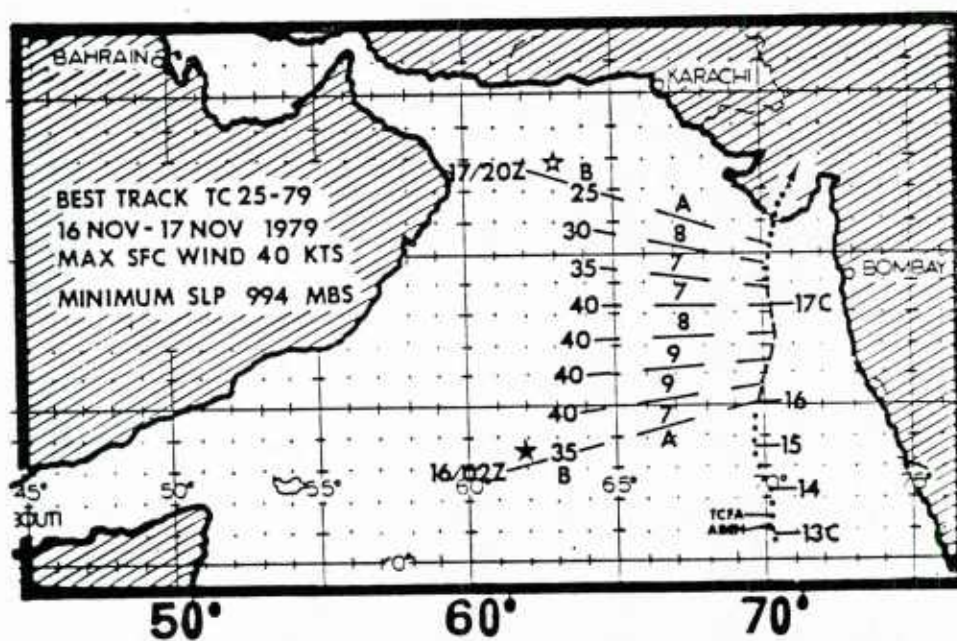 BAHRAIN
KARACHI
17/20Z ☆ B
25
BEST TRACK TC 25-79
16 NOV - 17 NOV 1979
MAX SFC WIND 40 KTS
MINIMUM SLP 994 MBS
A
30
8
35
7
BOMBAY
40
7
17C
40
8
40
9
9
40
7
16
A
15
★ 35
16/02Z B
45°
50°
55°
60°
65°
14
TCFA
13C
50°
60°
70°